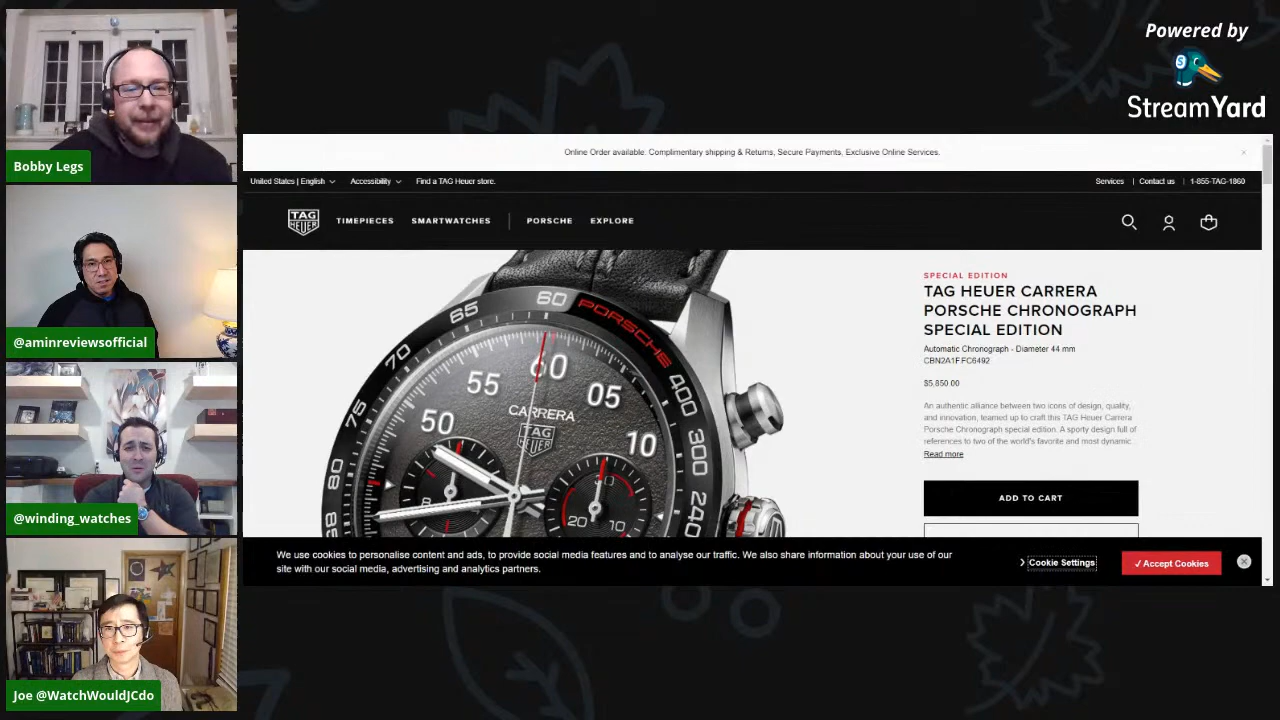 Bobby Legs
@aminreviewsofficial
@winding_watches
Joe @WatchWouldJCdo
Powered by
StreamYard
Online Order available. Complimentary shipping & Returns, Secure Payments, Exclusive Online Services.
United States | English
Accessibility
Find a TAG Heuer store.
Services | Contact us | 1-855-TAG-1860
TAG
HEUER
TIMEPIECES
SMARTWATCHES
PORSCHE
EXPLORE
60
PORSCHE
65
70
75
80
400
300
240
60
55
05
50
10
CARRERA
TAG
HEUER
20
10
SPECIAL EDITION
TAG HEUER CARRERA
PORSCHE CHRONOGRAPH
SPECIAL EDITION
Automatic Chronograph - Diameter 44 mm
CBN2A1F.FC6492
$5,850.00
An authentic alliance between two icons of design, quality,
and innovation, teamed up to craft this TAG Heuer Carrera
Porsche Chronograph special edition. A sporty design full of
references to two of the world's favorite and most dynamic...
Read more
ADD TO CART
We use cookies to personalise content and ads, to provide social media features and to analyse our traffic. We also share information about your use of our
site with our social media, advertising and analytics partners.
Cookie Settings
Accept Cookies